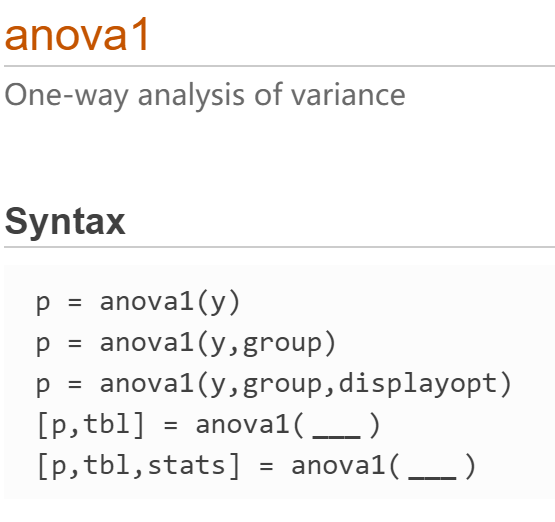 anova1
One-way analysis of variance
Syntax
p = anova1(y)
p = anova1(y,group)
p = anova1(y,group,displayopt)
[p,tbl] = anova1(___)
[p,tbl,stats] = anova1(___)